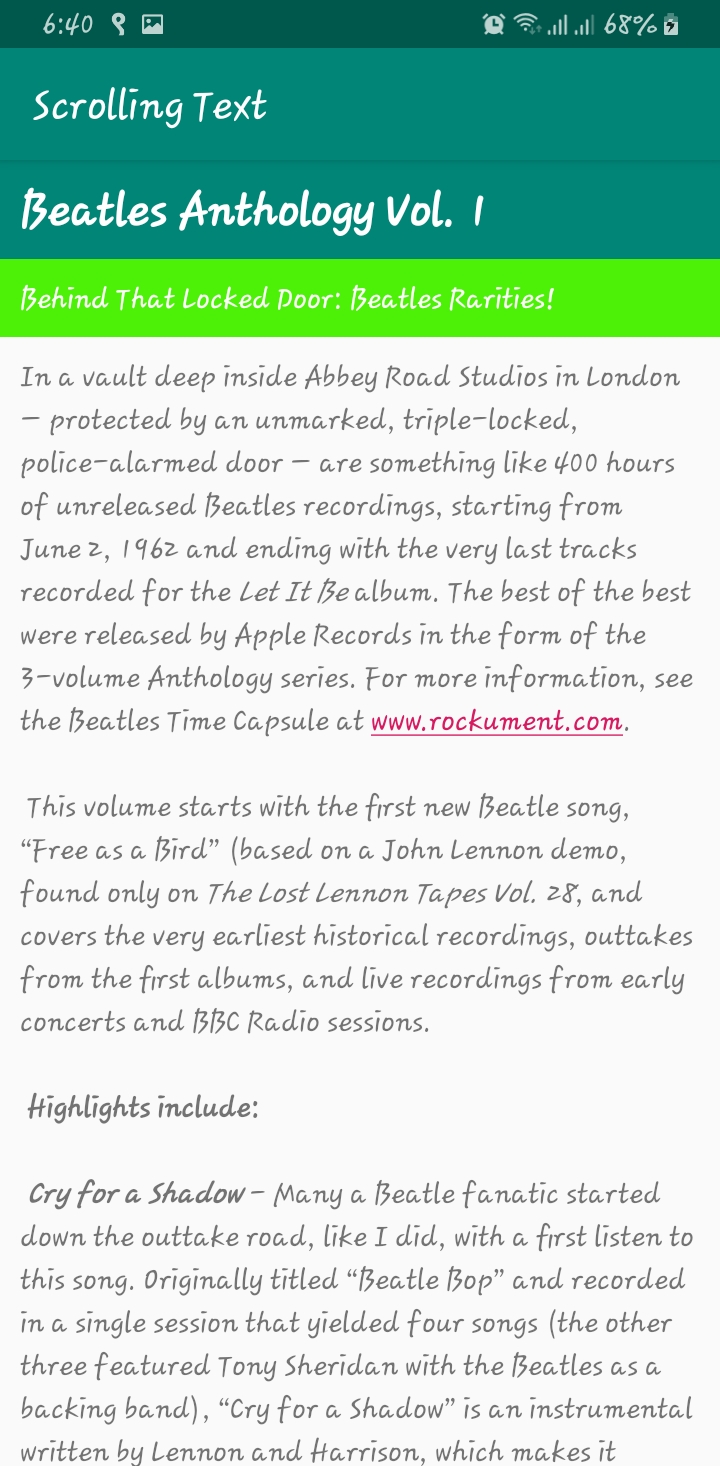 6:40 68%
Scrolling Text
Beatles Anthology Vol. 1
Behind That Locked Door: Beatles Rarities!
In a vault deep inside Abbey Road Studios in London
— protected by an unmarked, triple-locked,
police-alarmed door — are something like 400 hours
of unreleased Beatles recordings, starting from
June 2, 1962 and ending with the very last tracks
recorded for the Let It Be album. The best of the best
were released by Apple Records in the form of the
3-volume Anthology series. For more information, see
the Beatles Time Capsule at www.rockument.com.
This volume starts with the first new Beatle song,
“Free as a Bird” (based on a John Lennon demo,
found only on The Lost Lennon Tapes Vol. 28, and
covers the very earliest historical recordings, outtakes
from the first albums, and live recordings from early
concerts and BBC Radio sessions.
Highlights include:
Cry for a Shadow – Many a Beatle fanatic started
down the outtake road, like I did, with a first listen to
this song. Originally titled “Beatle Bop” and recorded
in a single session that yielded four songs (the other
three featured Tony Sheridan with the Beatles as a
backing band), “Cry for a Shadow” is an instrumental
written by Lennon and Harrison, which makes it